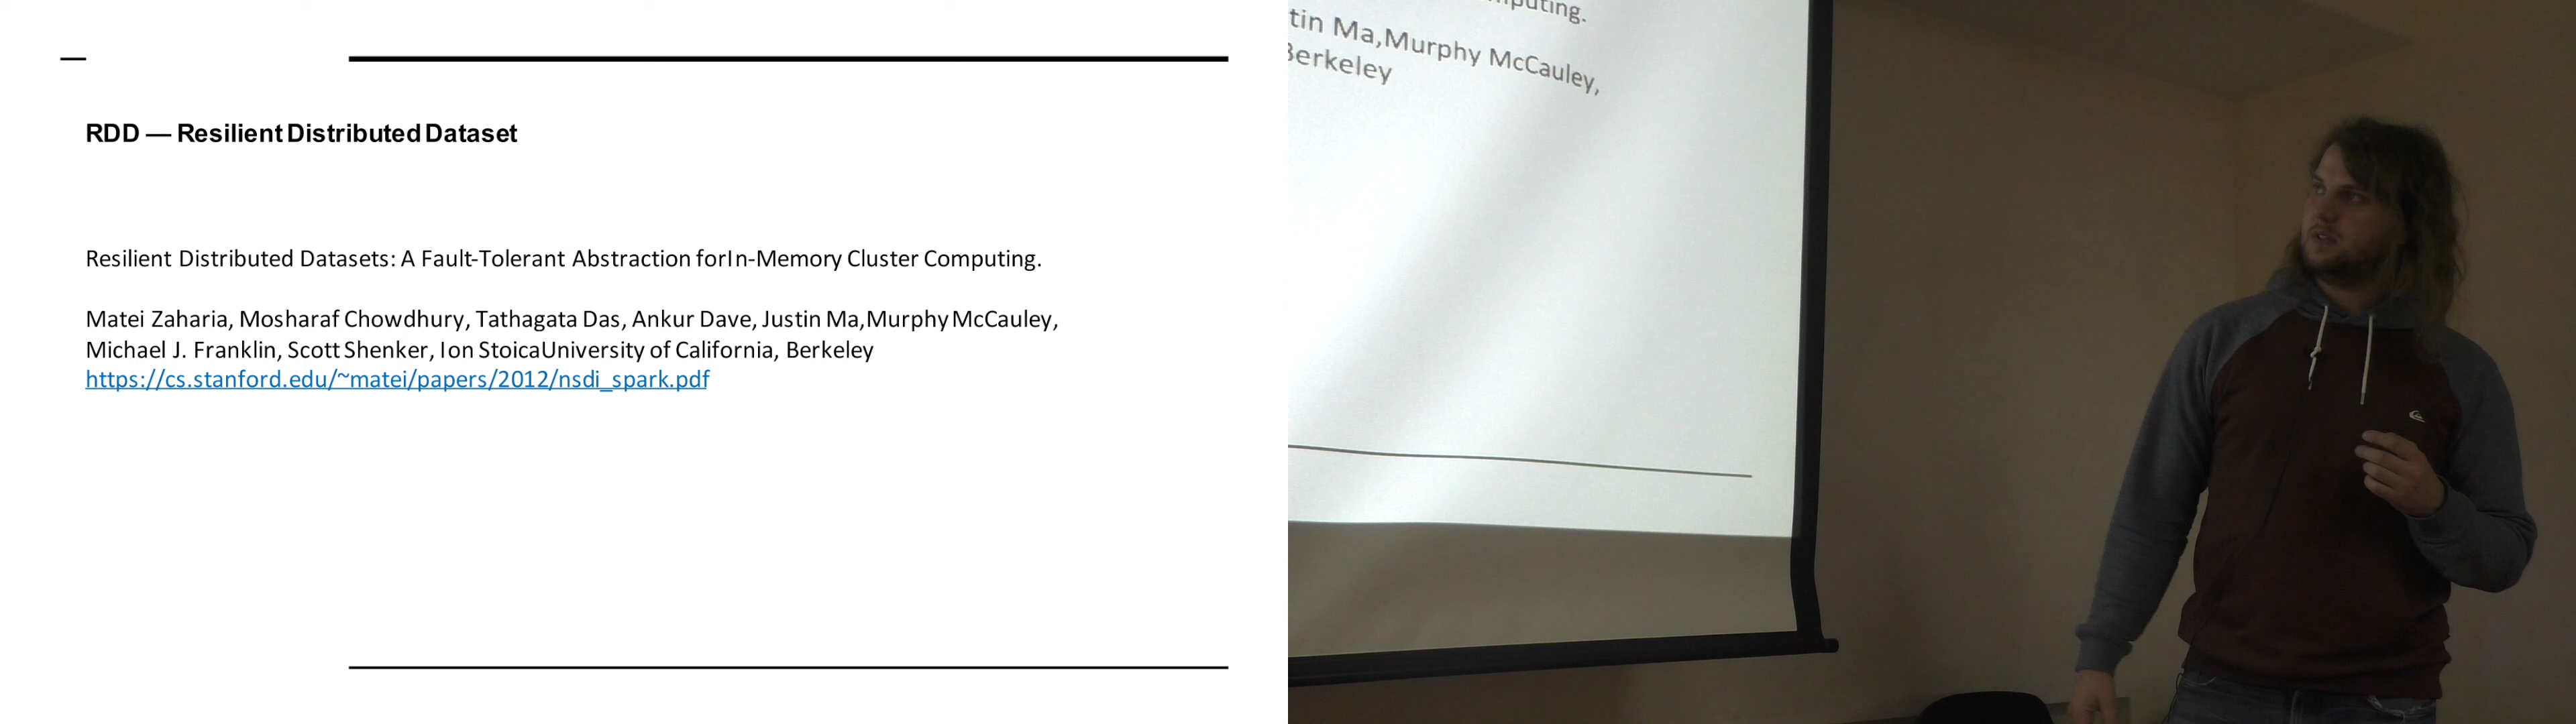 RDD — Resilient Distributed Dataset
Resilient Distributed Datasets: A Fault-Tolerant Abstraction forIn-Memory Cluster Computing.
Matei Zaharia, Mosharaf Chowdhury, Tathagata Das, Ankur Dave, Justin Ma,Murphy McCauley,
Michael J. Franklin, Scott Shenker, Ion StoicaUniversity of California, Berkeley
https://cs.stanford.edu/~matei/papers/2012/nsdi_spark.pdf
puting.
tin Ma,Murphy McCauley,
Berkeley